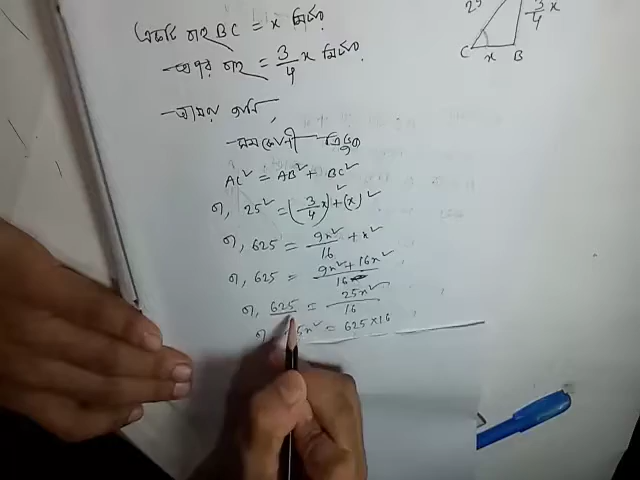 একটি বাহু BC = x মিটার
অপর বাহু = 3/4 x মিটার
25
3/4 x
C x B
আমরা জানি,
সমকোণী ত্রিভুজে
AC² = AB² + BC²
বা, 25² = (3/4 x)² + (x)²
বা, 625 = 9x²/16 + x²
বা, 625 = 9x² + 16x²/16
বা, 625 = 25x²/16
বা, 25x² = 625 × 16